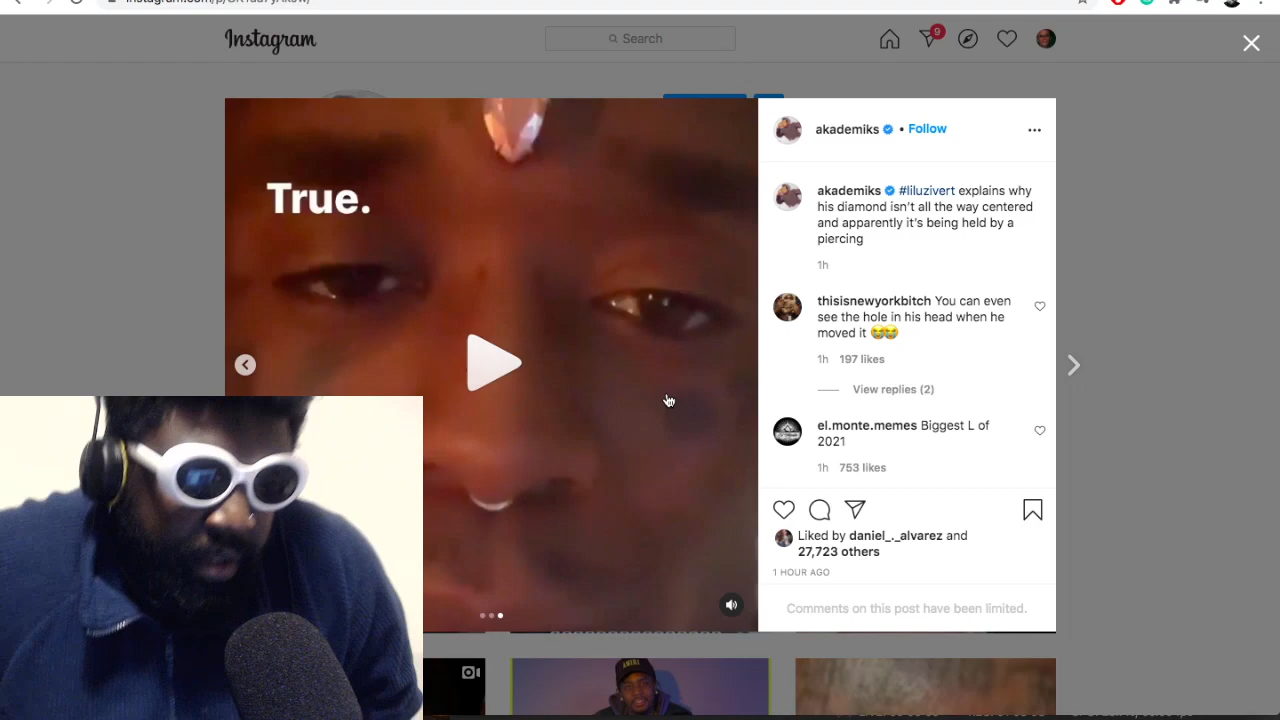 Instagram
Search
9
akademiks • Follow
True.
akademiks #liluzivert explains why
his diamond isn't all the way centered
and apparently it's being held by a
piercing
1h
thisisnewyorkbitch You can even
see the hole in his head when he
moved it 😭😭
1h 197 likes
View replies (2)
el.monte.memes Biggest L of
2021
1h 753 likes
Liked by daniel_._alvarez and
27,723 others
1 HOUR AGO
Comments on this post have been limited.